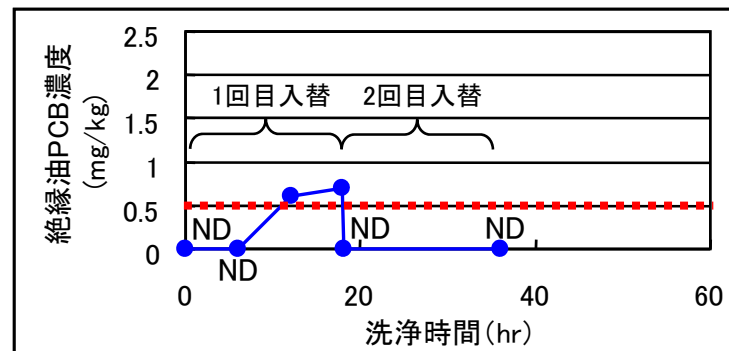 絶縁油PCB濃度
(mg/kg)
2.5
2
1.5
1
0.5
0
1回目入替
2回目入替
ND
ND
ND
ND
0
20
40
60
洗浄時間(hr)